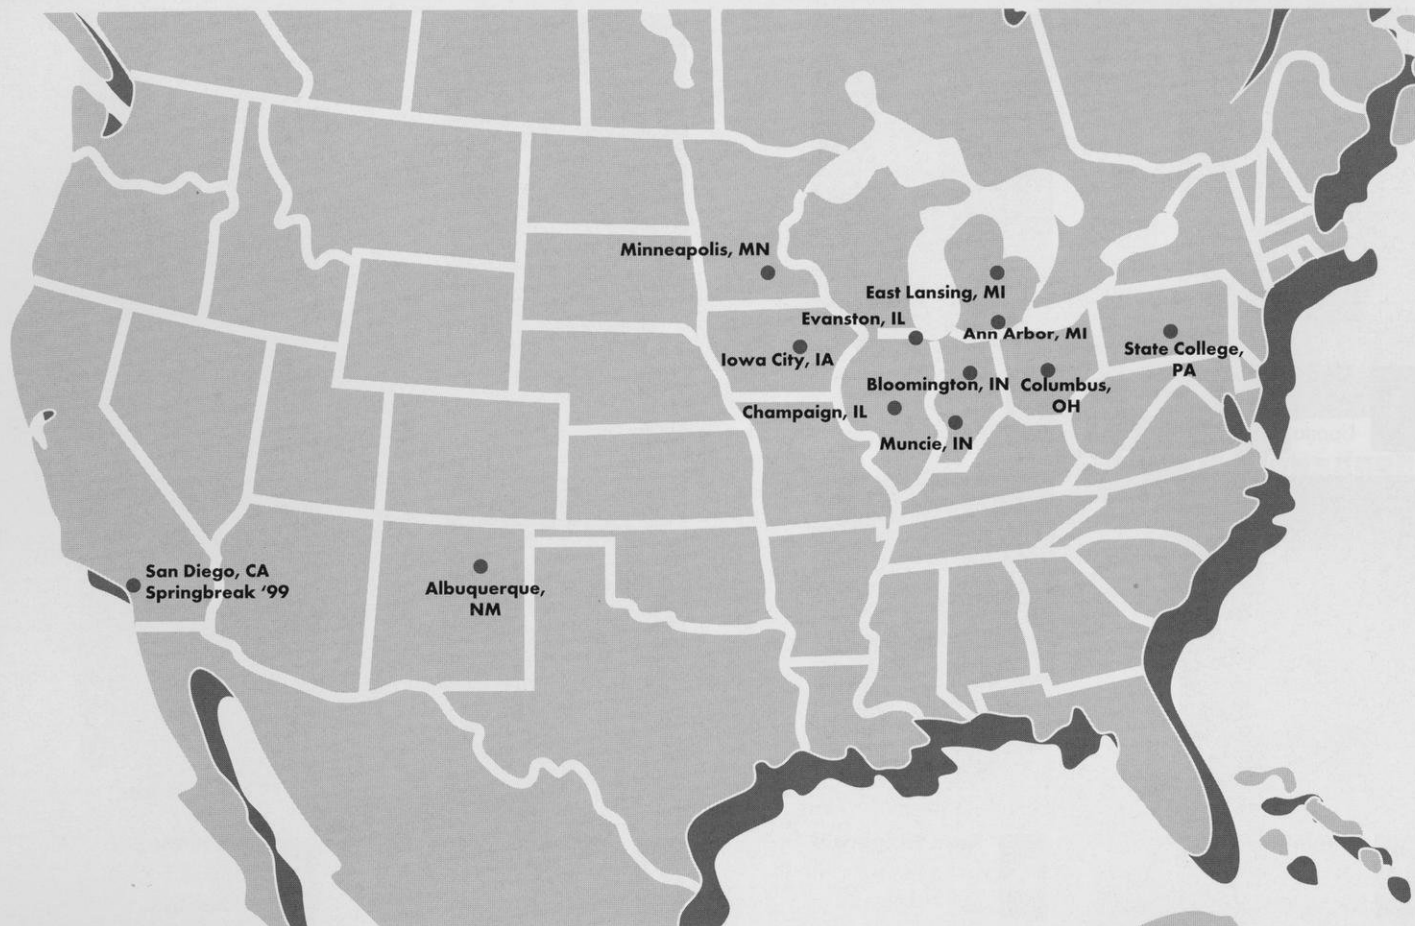 Minneapolis, MN
East Lansing, MI
Evanston, IL
Ann Arbor, MI
Iowa City, IA
State College,
PA
Bloomington, IN
Columbus,
OH
Champaign, IL
Muncie, IN
San Diego, CA
Springbreak ‘99
Albuquerque,
NM